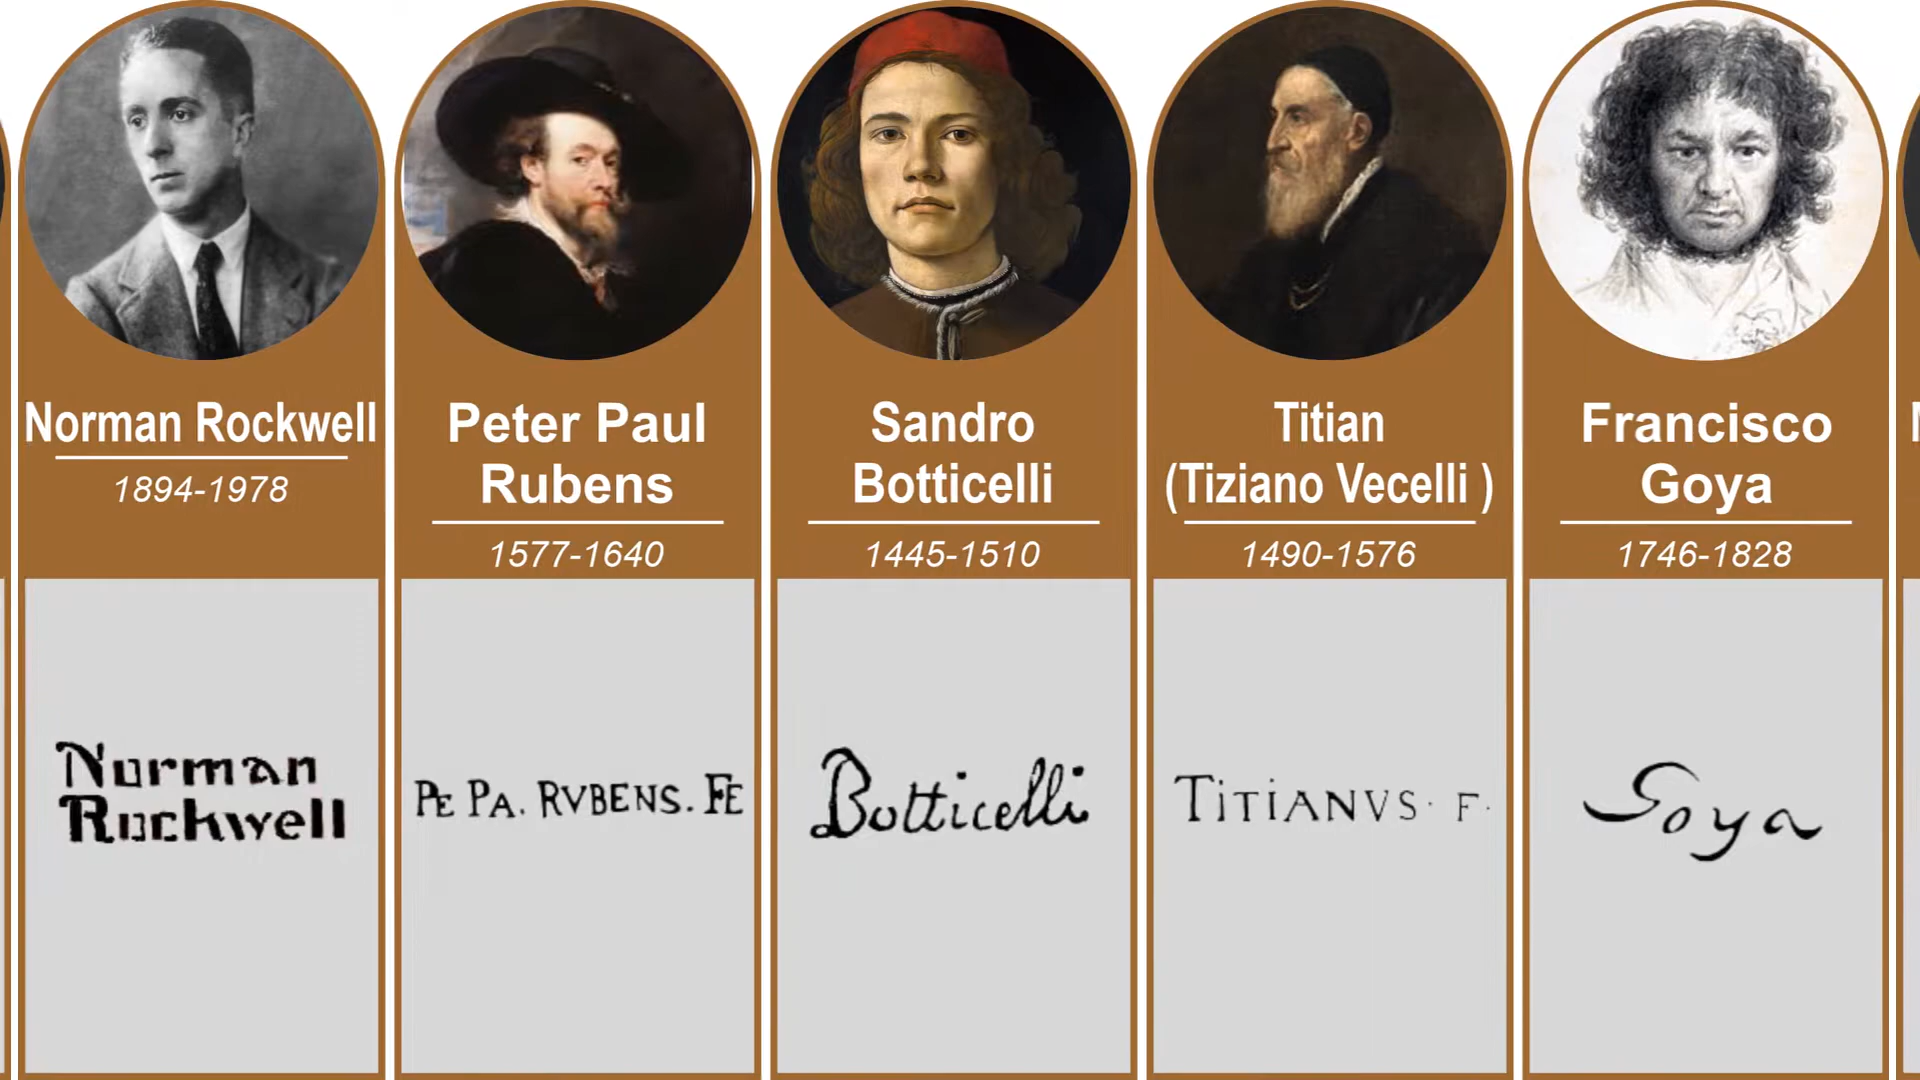 Norman Rockwell
1894-1978
Norman
Rockwell
Peter Paul
Rubens
1577-1640
PE PA. RVBENS. FE
Sandro
Botticelli
1445-1510
Botticelli
Titian
(Tiziano Vecelli )
1490-1576
TiTiANVS · F ·
Francisco
Goya
1746-1828
Goya